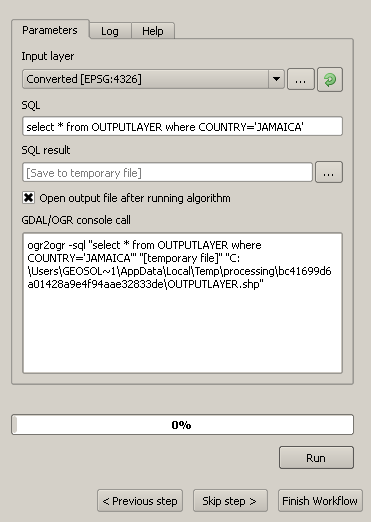 Parameters Log Help
Input layer
Converted [EPSG:4326] ...
SQL
select * from OUTPUTLAYER where COUNTRY='JAMAICA'
SQL result
[Save to temporary file] ...
Open output file after running algorithm
GDAL/OGR console call
ogr2ogr -sql "select * from OUTPUTLAYER where
COUNTRY='JAMAICA'" "[temporary file]" "C:
\Users\GEOSOL~1\AppData\Local\Temp\processing\bc41699d6
a01428a9e4f94aae32833de\OUTPUTLAYER.shp"
0%
Run
< Previous step Skip step > Finish Workflow